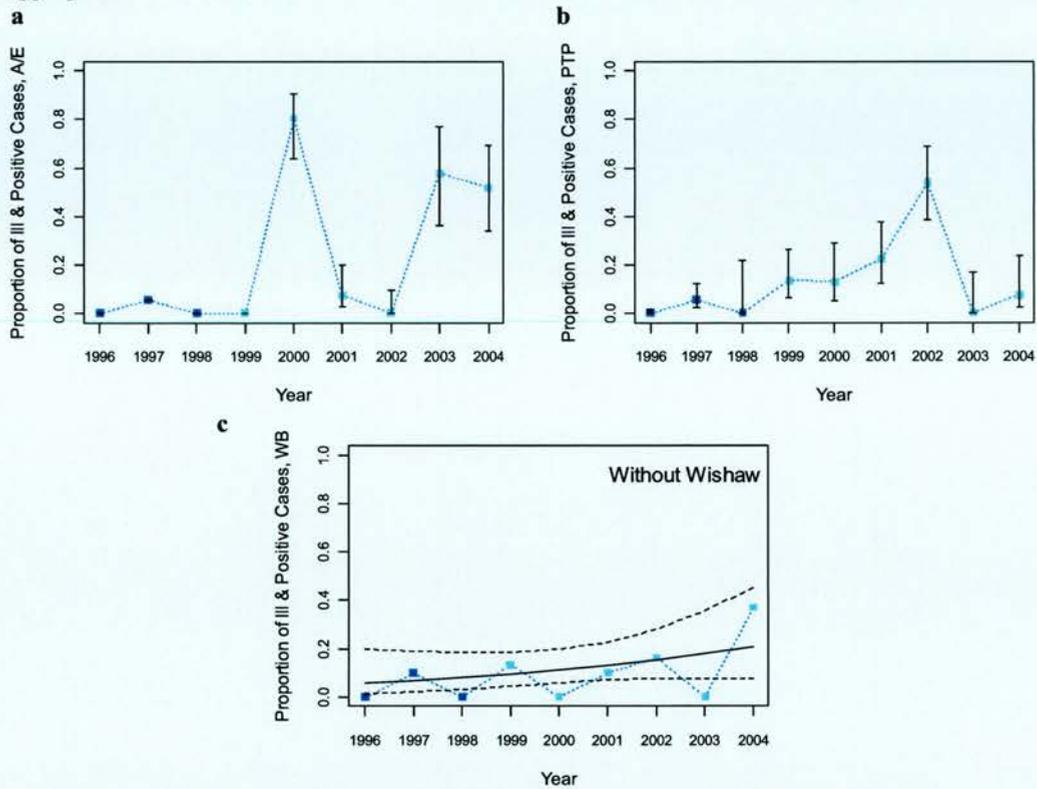 a
Proportion of Ill & Positive Cases, A/E
1.0
0.8
0.6
0.4
0.2
0.0
1996 1997 1998 1999 2000 2001 2002 2003 2004
Year
b
Proportion of Ill & Positive Cases, PTP
1.0
0.8
0.6
0.4
0.2
0.0
1996 1997 1998 1999 2000 2001 2002 2003 2004
Year
c
Proportion of Ill & Positive Cases, WB
1.0
0.8
0.6
0.4
0.2
0.0
Without Wishaw
1996 1997 1998 1999 2000 2001 2002 2003 2004
Year